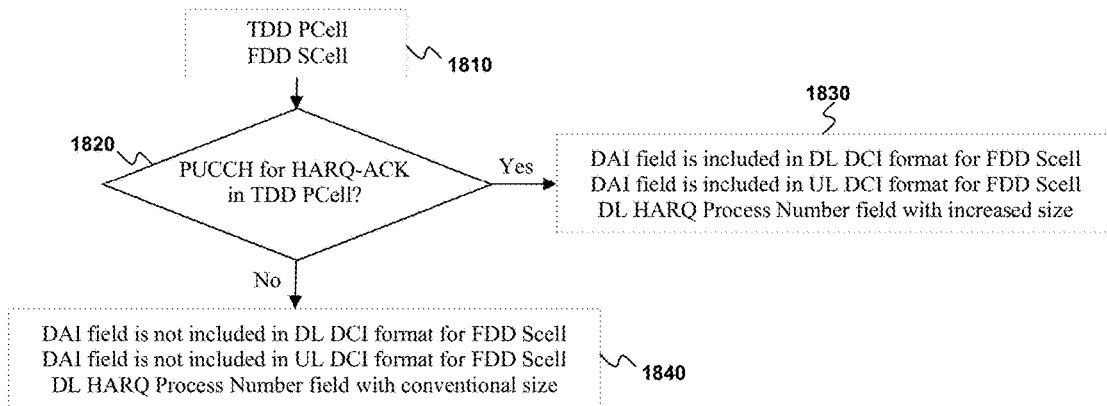 TDD PCell
FDD SCell
1810
1820
PUCCH for HARQ-ACK
in TDD PCell?
Yes
1830
DAI field is included in DL DCI format for FDD Scell
DAI field is included in UL DCI format for FDD Scell
DL HARQ Process Number field with increased size
No
DAI field is not included in DL DCI format for FDD Scell
DAI field is not included in UL DCI format for FDD Scell
DL HARQ Process Number field with conventional size
1840